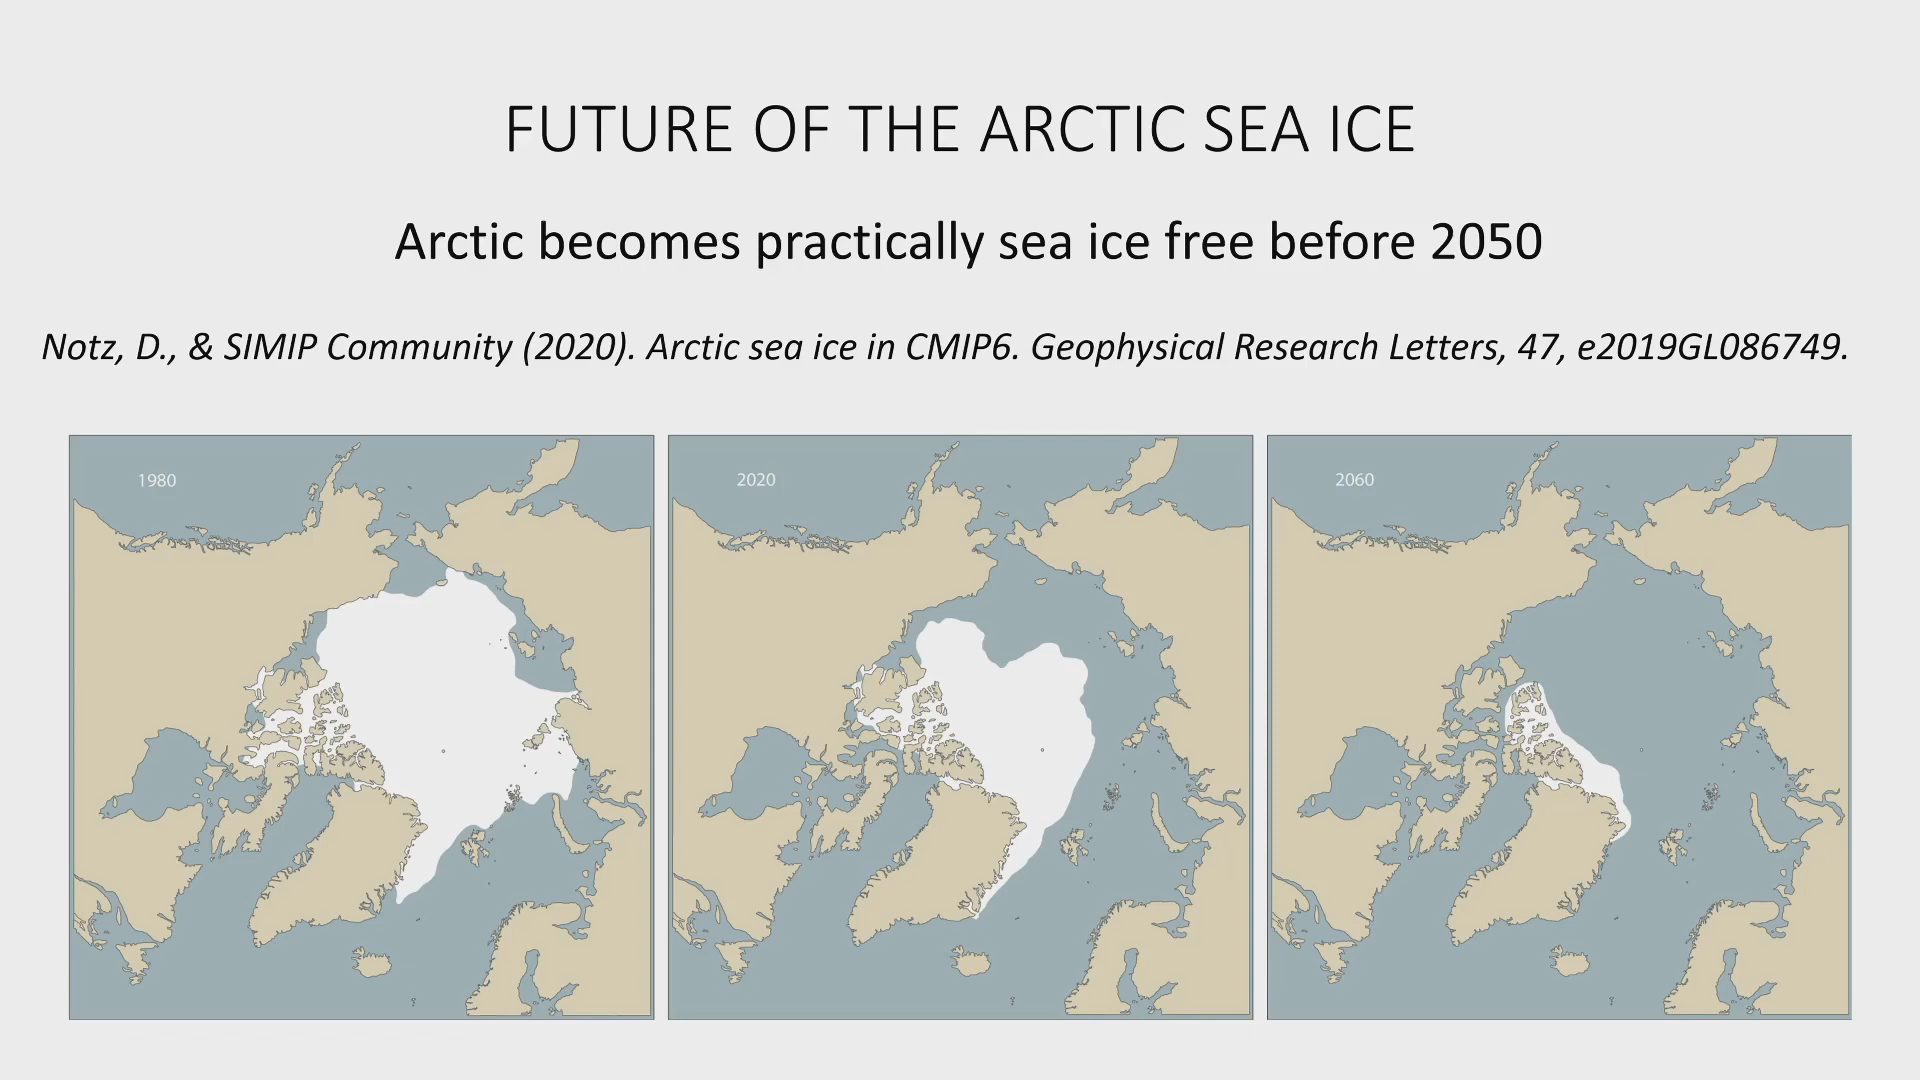 FUTURE OF THE ARCTIC SEA ICE
Arctic becomes practically sea ice free before 2050
Notz, D., & SIMIP Community (2020). Arctic sea ice in CMIP6. Geophysical Research Letters, 47, e2019GL086749.
1980
2020
2060